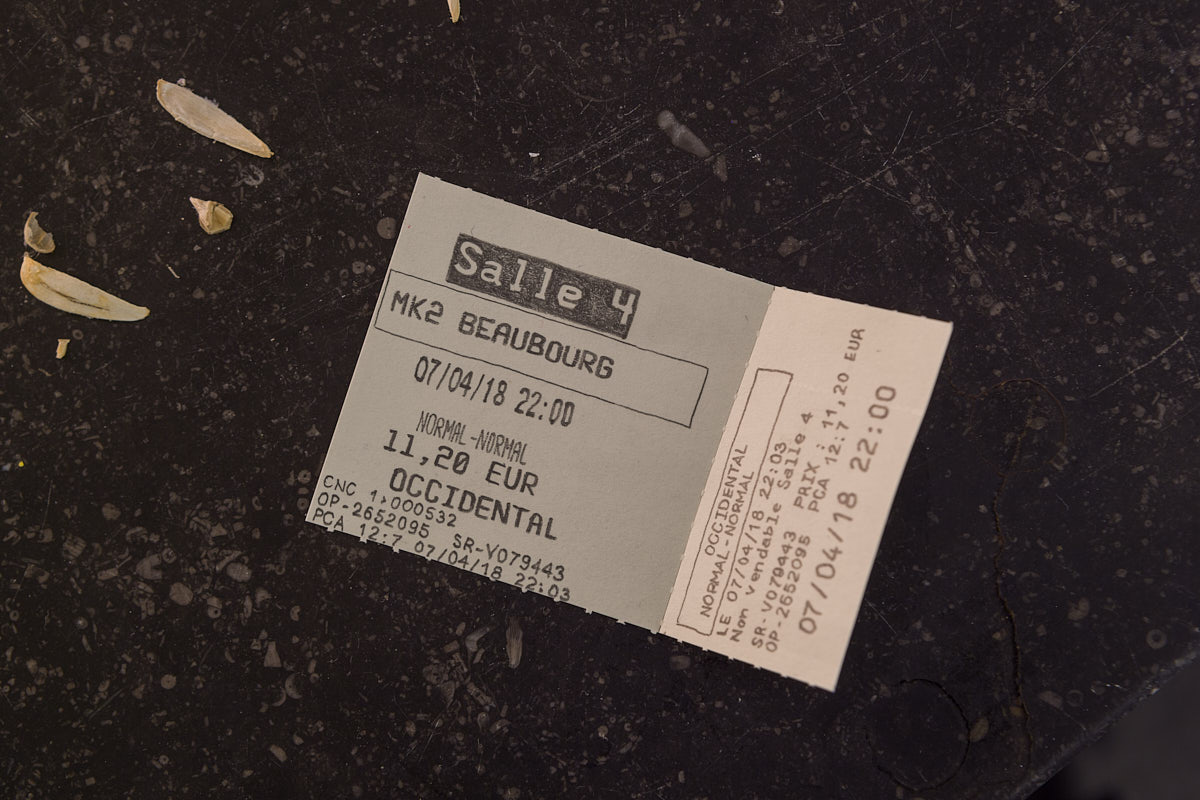 Salle 4
MK2 BEAUBOURG
07/04/18 22:00
NORMAL-NORMAL
11,20 EUR
OCCIDENTAL
CNC 1,000532
OP-2652095 SR-V079443
PCA 12:7 07/04/18 22:03
OCCIDENTAL
NORMAL-NORMAL
LE 07/04/18 22:03
Non vendable Salle 4
SR-V079443 PRIX : 11,20 EUR
OP-2652095 PCA 12:7
07/04/18 22:00